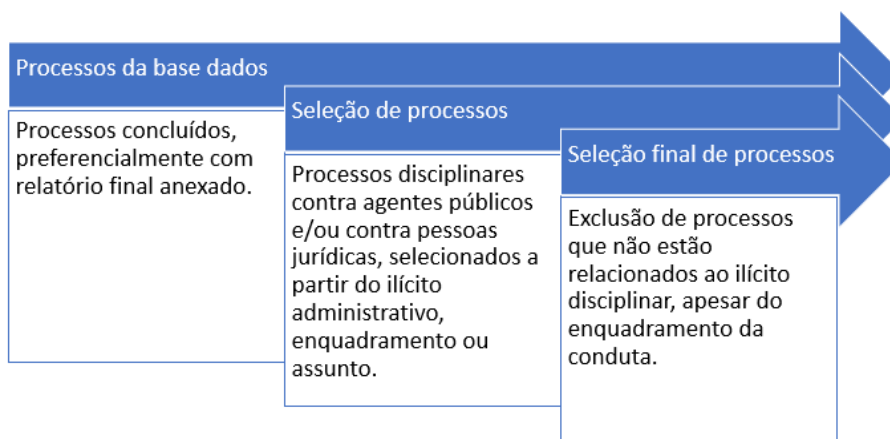 Processos da base dados
Processos concluídos,
preferencialmente com
relatório final anexado.
Seleção de processos
Processos disciplinares
contra agentes públicos
e/ou contra pessoas
jurídicas, selecionados a
partir do ilícito
administrativo,
enquadramento ou
assunto.
Seleção final de processos
Exclusão de processos
que não estão
relacionados ao ilícito
disciplinar, apesar do
enquadramento da
conduta.